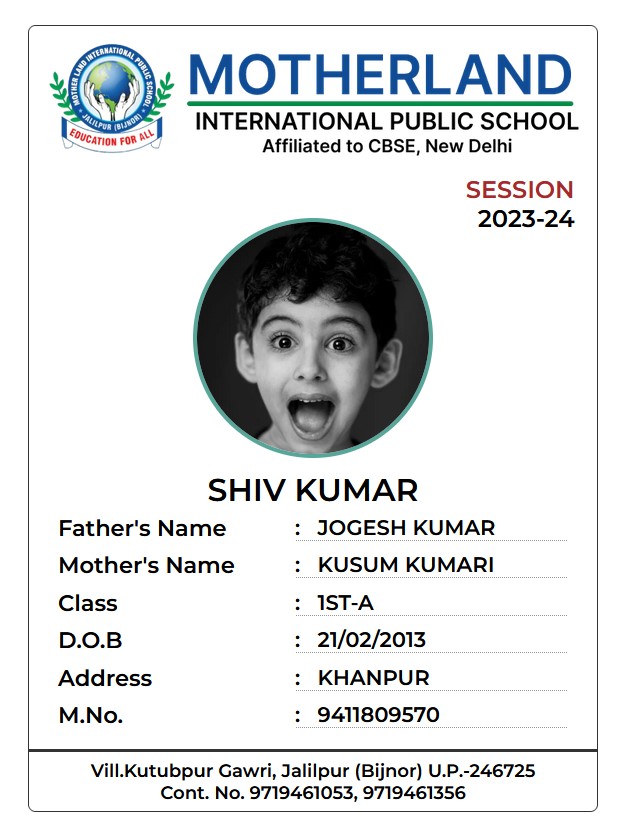 MOTHER LAND INTERNATIONAL PUBLIC SCHOOL
JALILPUR (BIJNOR)
EDUCATION FOR ALL
MOTHERLAND
INTERNATIONAL PUBLIC SCHOOL
Affiliated to CBSE, New Delhi
SESSION
2023-24
SHIV KUMAR
Father's Name : JOGESH KUMAR
Mother's Name : KUSUM KUMARI
Class : 1ST-A
D.O.B : 21/02/2013
Address : KHANPUR
M.No. : 9411809570
Vill.Kutubpur Gawri, Jalilpur (Bijnor) U.P.-246725
Cont. No. 9719461053, 9719461356